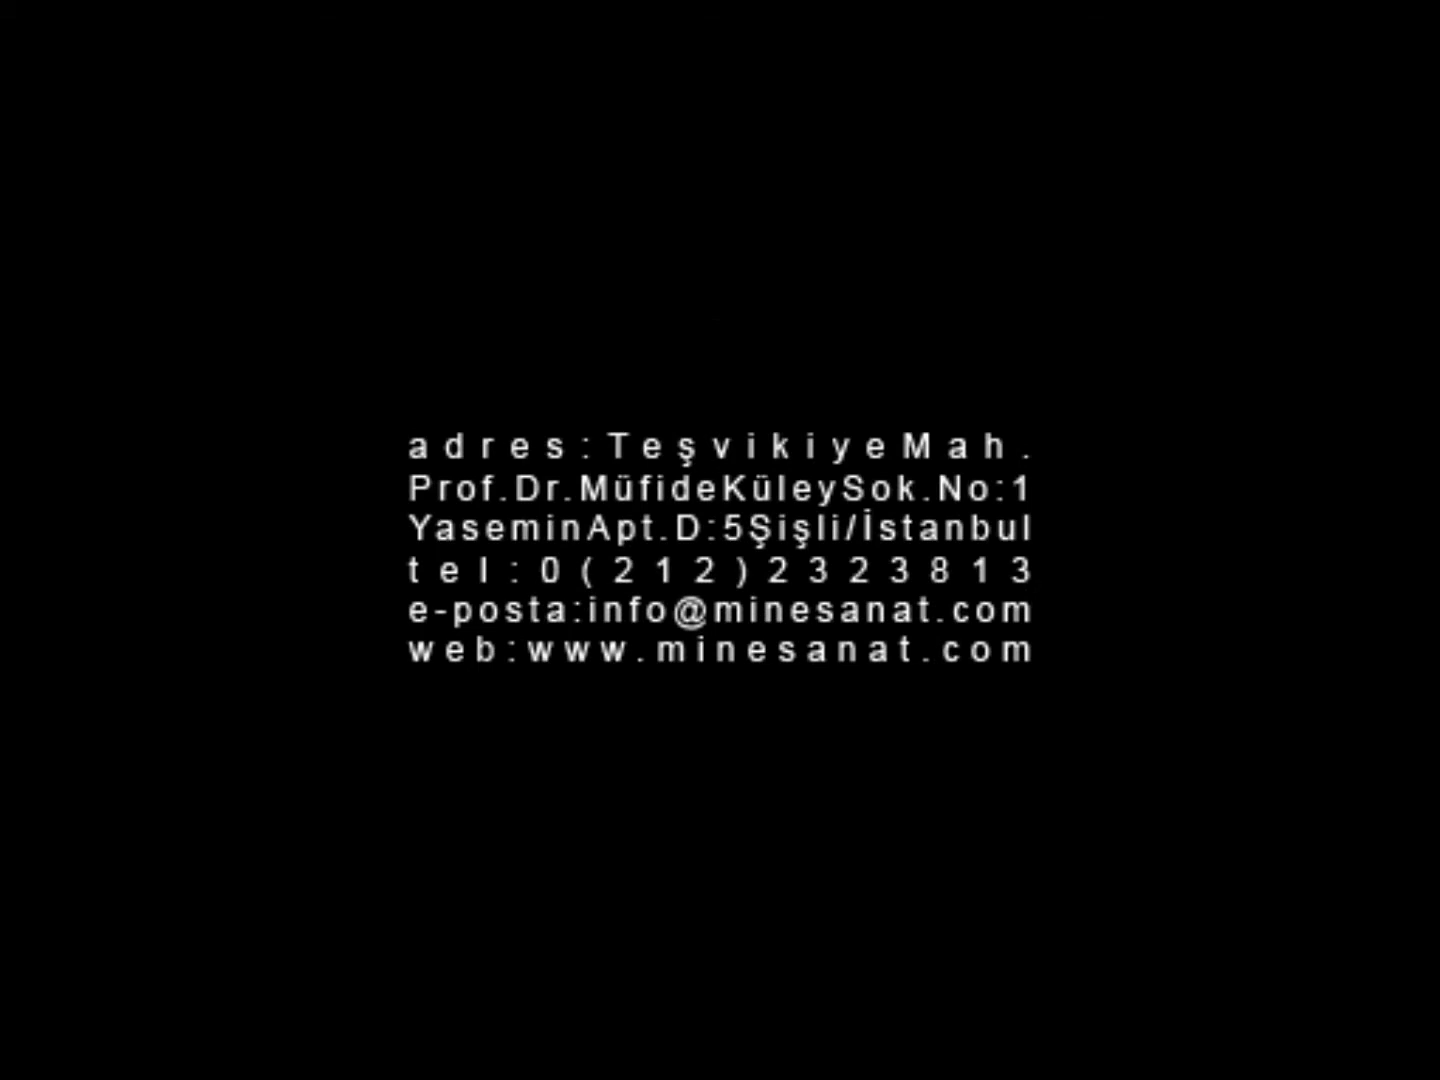 adres:TeşvikiyeMah.
Prof.Dr.MüfideKüleySok.No:1
YaseminApt.D:5Şişli/İstanbul
tel:0(212)2323813
e-posta:info@minesanat.com
web:www.minesanat.com